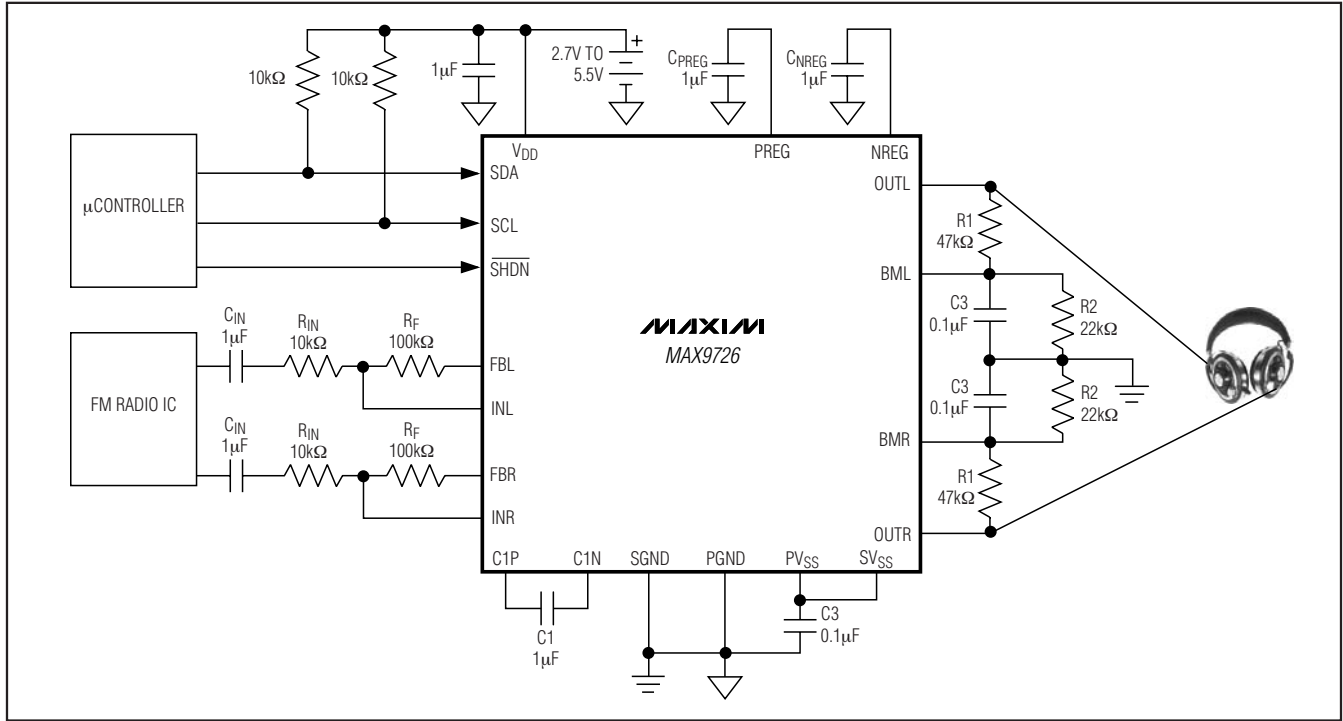 10kΩ
10kΩ
1µF
2.7V TO
5.5V
+
CPREG
1µF
CNREG
1µF
µCONTROLLER
VDD
SDA
SCL
SHDN
PREG
NREG
OUTL
R1
47kΩ
BML
C3
0.1µF
R2
22kΩ
C3
0.1µF
R2
22kΩ
BMR
R1
47kΩ
OUTR
MAXIM
MAX9726
FM RADIO IC
CIN
1µF
RIN
10kΩ
RF
100kΩ
FBL
INL
CIN
1µF
RIN
10kΩ
RF
100kΩ
FBR
INR
C1P
C1N
SGND
PGND
PVSS
SVSS
C1
1µF
C3
0.1µF